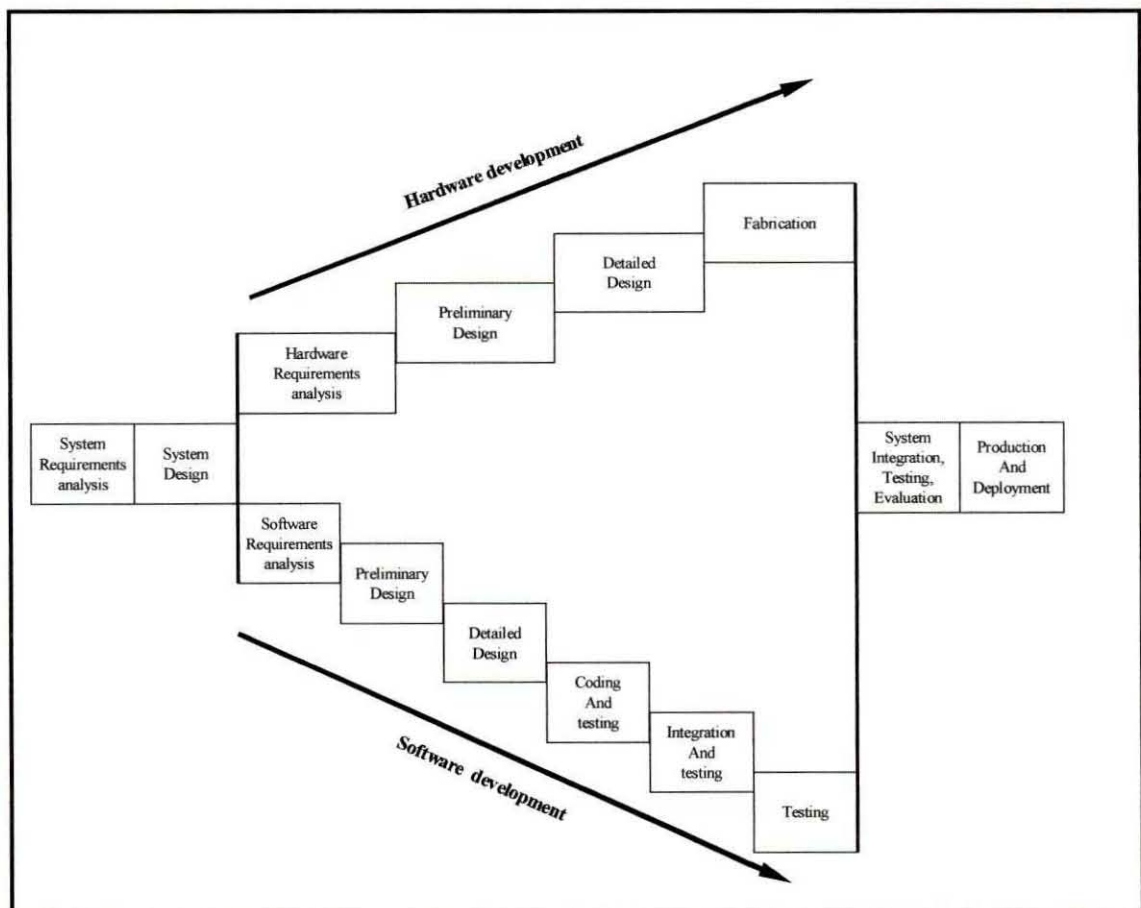 Hardware development
Fabrication
Detailed
Design
Preliminary
Design
Hardware
Requirements
analysis
System
Requirements
analysis
System
Design
System
Integration,
Testing,
Evaluation
Production
And
Deployment
Software
Requirements
analysis
Preliminary
Design
Detailed
Design
Coding
And
testing
Integration
And
testing
Testing
Software development